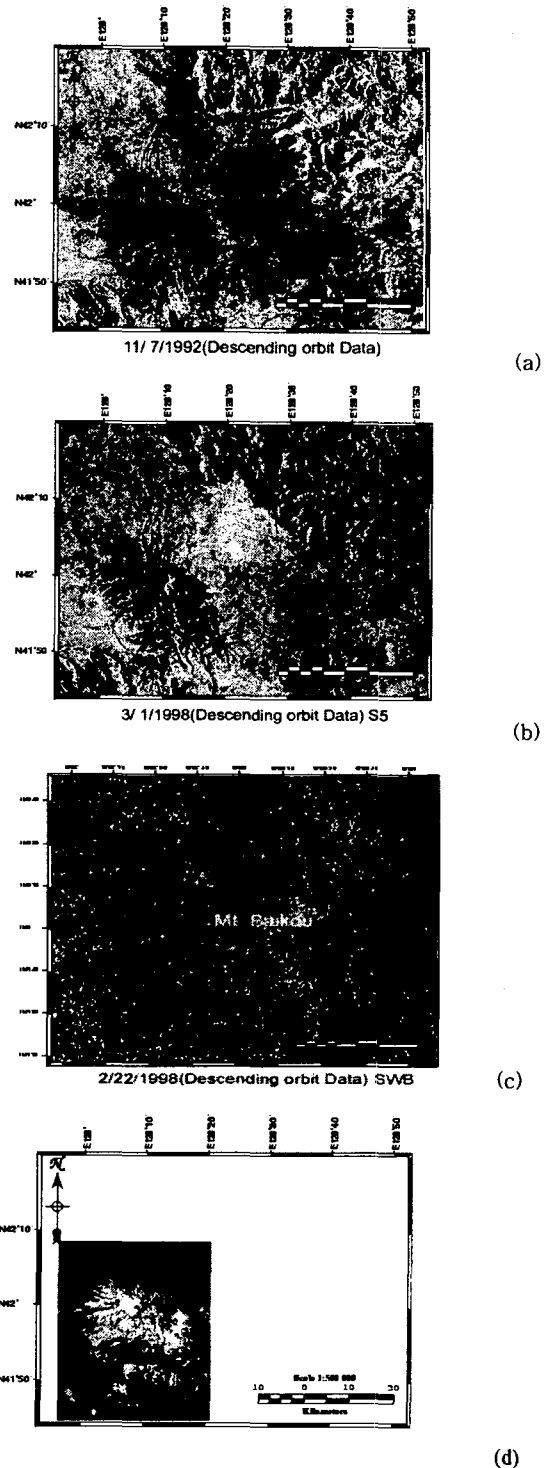 E128° E128°10' E128°20' E128°30' E128°40' E128°50'
N42°10'
N42°
N41°50'
11/ 7/1992(Descending orbit Data)
(a)
E128° E128°10' E128°20' E128°30' E128°40' E128°50'
N42°10'
N42°
N41°50'
3/ 1/1998(Descending orbit Data) S5
(b)
Mt Baikdu
2/22/1998(Descending orbit Data) SWB
(c)
E128° E128°10' E128°20' E128°30' E128°40' E128°50'
N
N42°10'
N42°
N41°50'
Scale 1:500 000
10 0 10 20
Kilometers
(d)